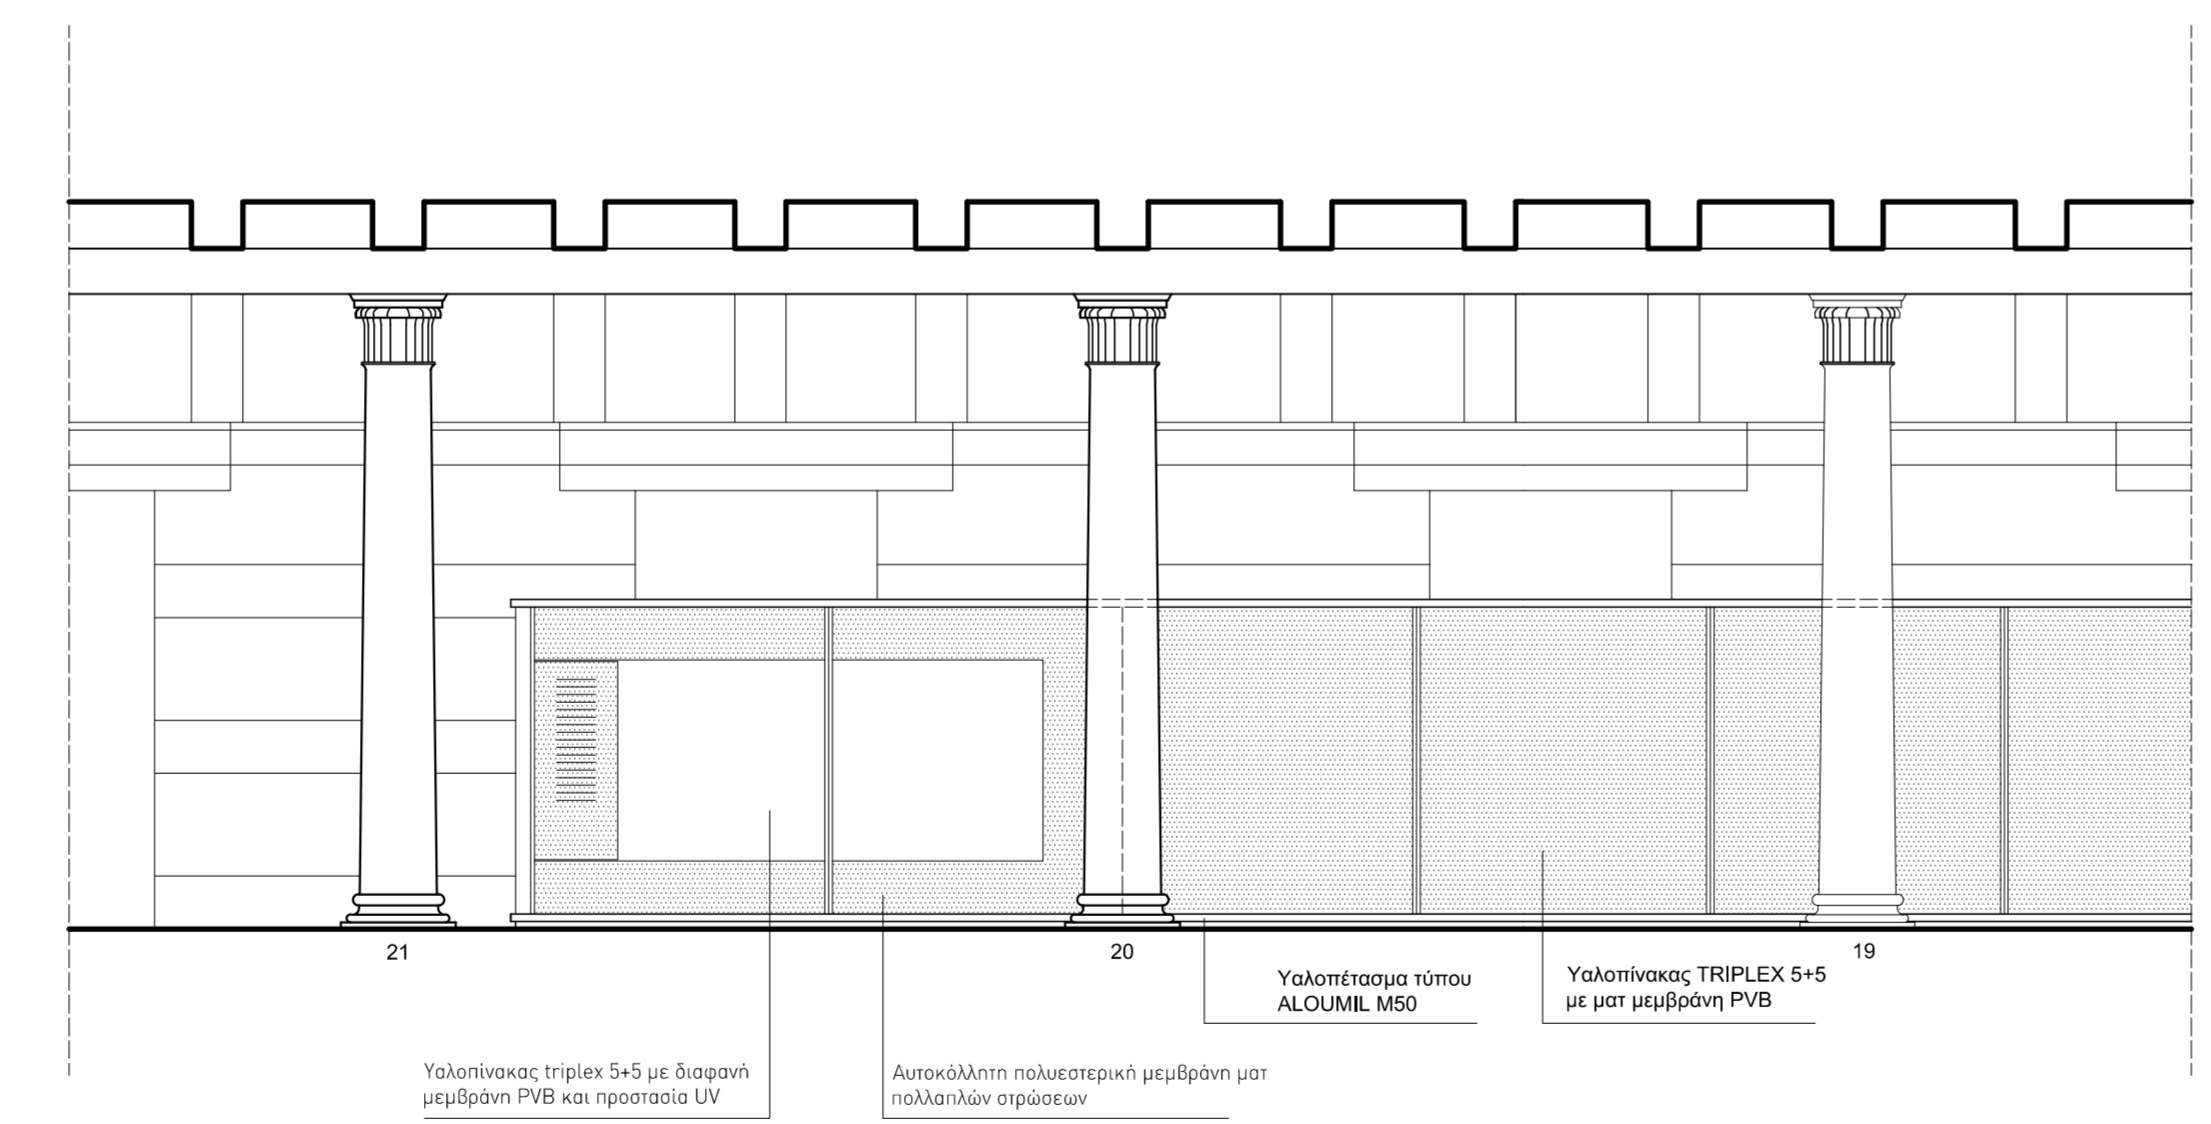 21
20
19
Υαλοπέτασμα τύπου
ALOUMIL M50
Υαλοπίνακας TRIPLEX 5+5
με ματ μεμβράνη PVB
Υαλοπίνακας triplex 5+5 με διαφανή
μεμβράνη PVB και προστασία UV
Αυτοκόλλητη πολυεστερική μεμβράνη ματ
πολλαπλών στρώσεων